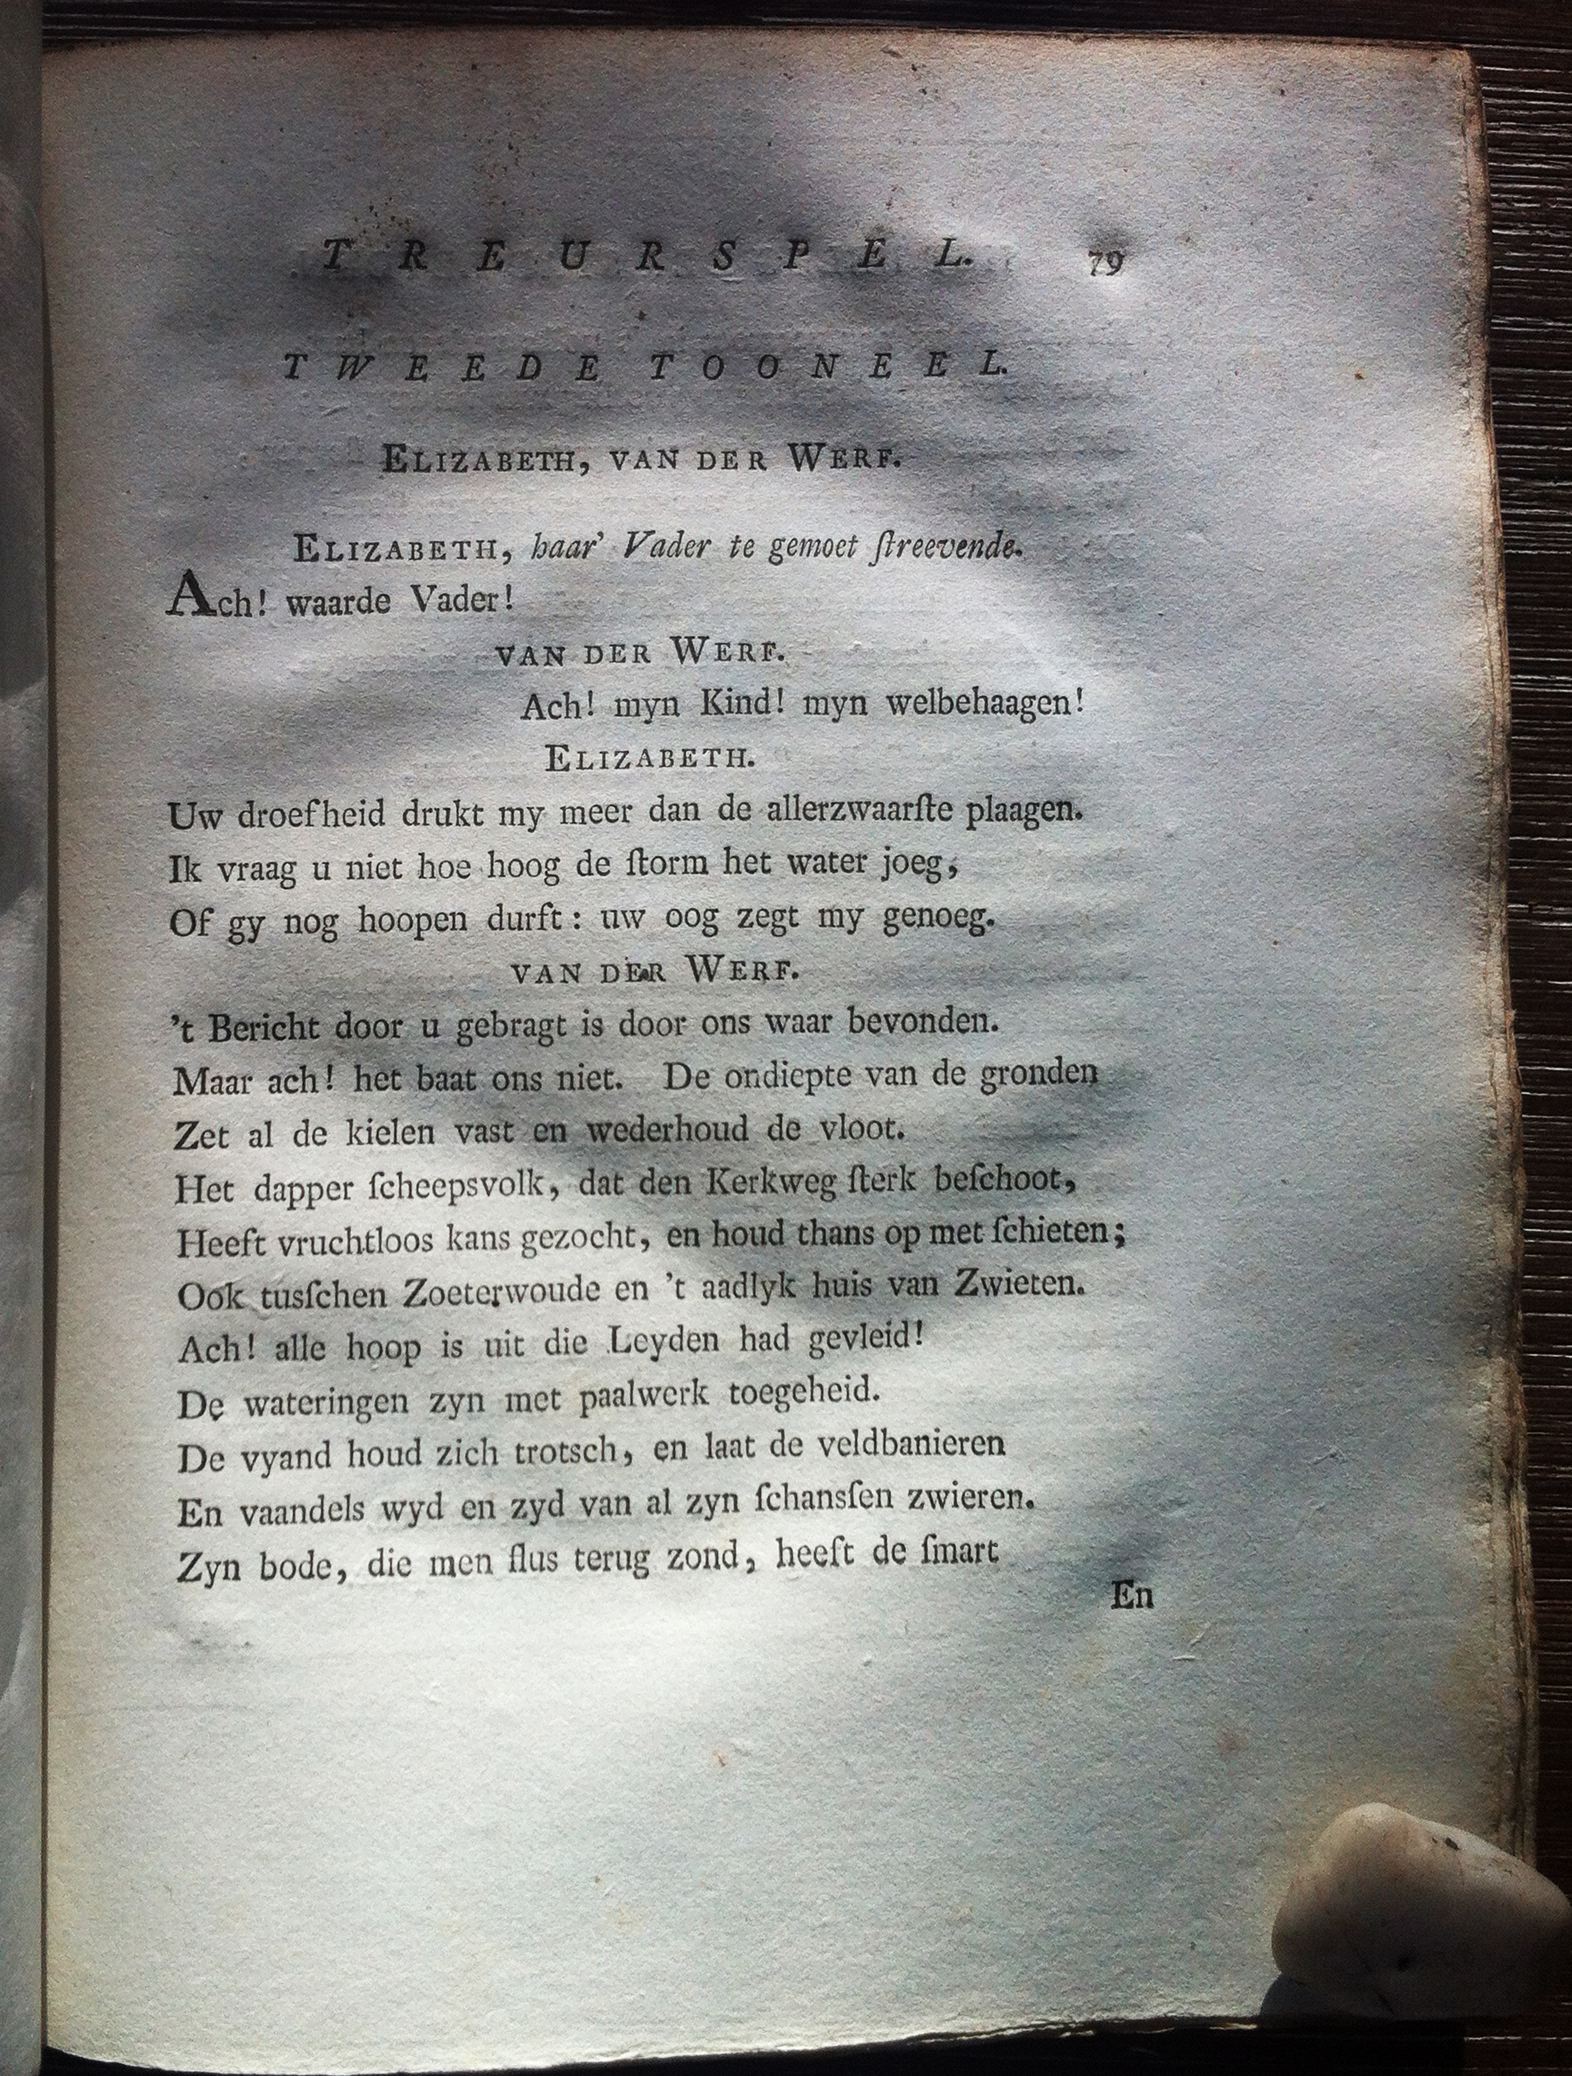 TREURSPEL. 79
TWEEDE TOONEEL.
ELIZABETH, VAN DER WERF.
ELIZABETH, haar' Vader te gemoet ſtreevende.
Ach! waarde Vader!
VAN DER WERF.
Ach! myn Kind! myn welbehaagen!
ELIZABETH.
Uw droefheid drukt my meer dan de allerzwaarſte plaagen.
Ik vraag u niet hoe hoog de ſtorm het water joeg,
Of gy nog hoopen durft: uw oog zegt my genoeg.
VAN DER WERF.
't Bericht door u gebragt is door ons waar bevonden.
Maar ach! het baat ons niet. De ondiepte van de gronden
Zet al de kielen vast en wederhoud de vloot.
Het dapper ſcheepsvolk, dat den Kerkweg ſterk beſchoot,
Heeft vruchtloos kans gezocht, en houd thans op met ſchieten;
Ook tusſchen Zoeterwoude en 't aadlyk huis van Zwieten.
Ach! alle hoop is uit die Leyden had gevleid!
De wateringen zyn met paalwerk toegeheid.
De vyand houd zich trotsch, en laat de veldbanieren
En vaandels wyd en zyd van al zyn ſchansſen zwieren.
Zyn bode, die men flus terug zond, heeft de ſmart
En